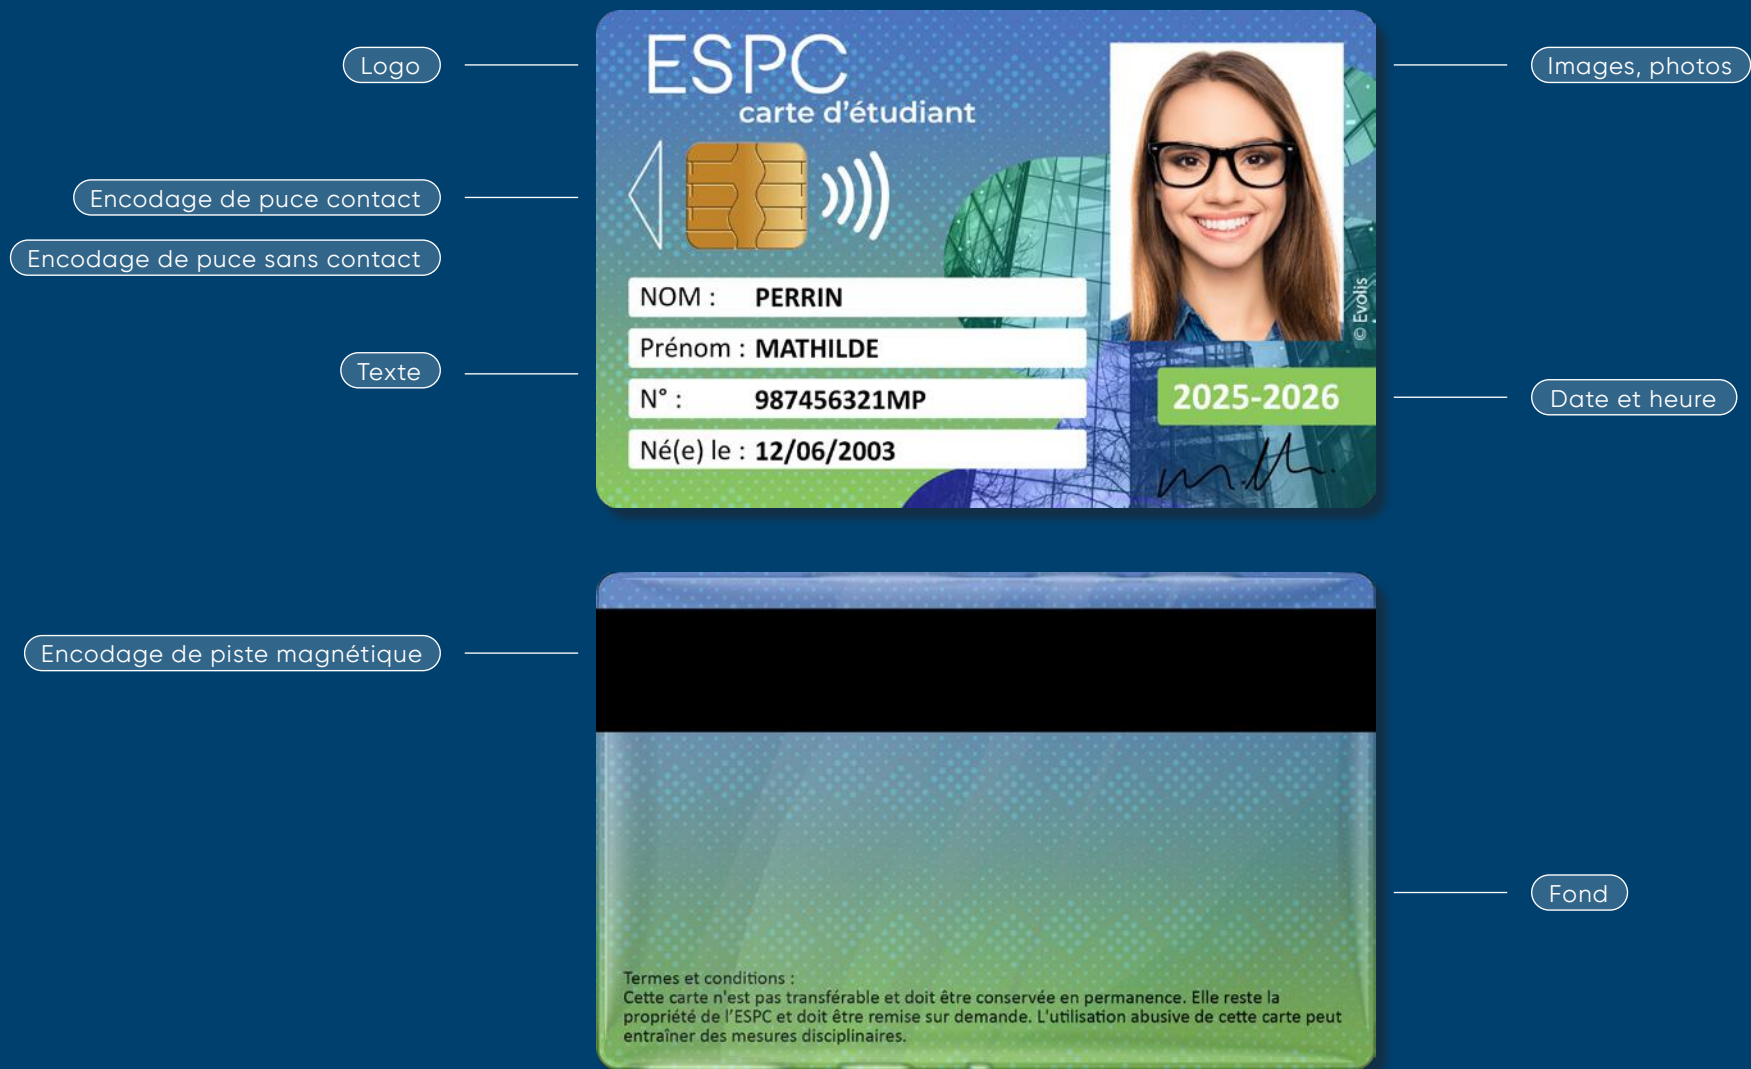 Logo
Encodage de puce contact
Encodage de puce sans contact
Texte
ESPC
carte d'étudiant
NOM : PERRIN
Prénom : MATHILDE
N° : 987456321MP
Né(e) le : 12/06/2003
© Evolis
2025-2026
Images, photos
Date et heure
Encodage de piste magnétique
Termes et conditions :
Cette carte n'est pas transférable et doit être conservée en permanence. Elle reste la
propriété de l'ESPC et doit être remise sur demande. L'utilisation abusive de cette carte peut
entraîner des mesures disciplinaires.
Fond